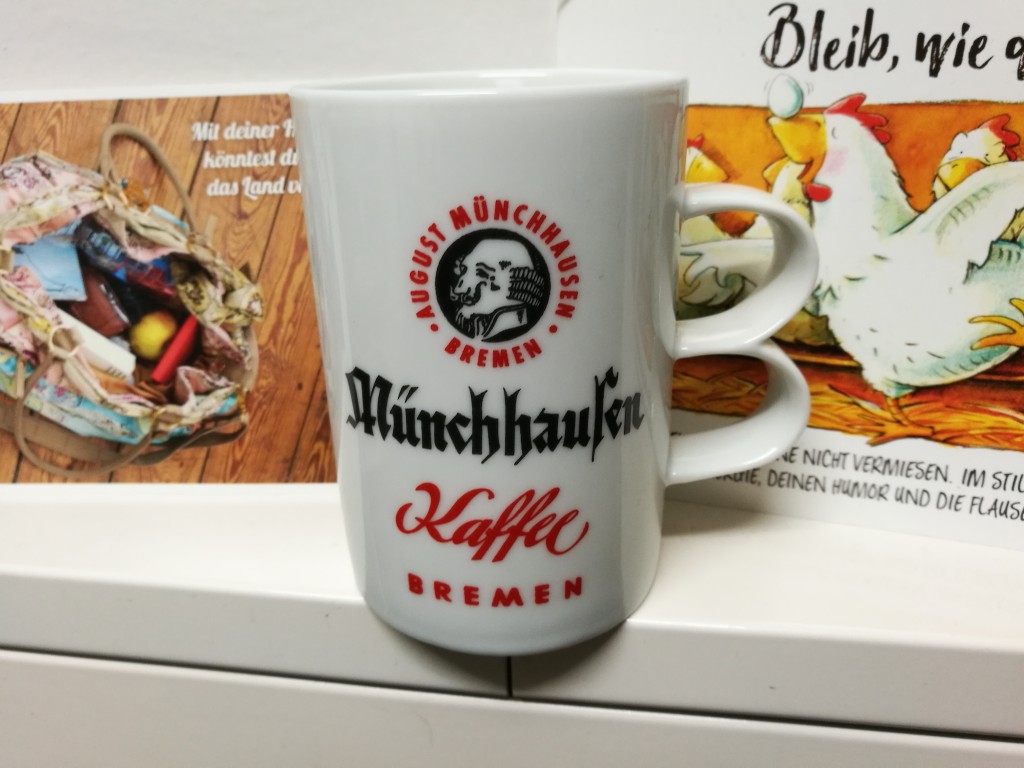 Bleib, wie
Mit deiner
könntest du
das Land
AUGUST MÜNCHHAUSEN
BREMEN
Münchhausen
Kaffee
BREMEN
NICHT VERMIESEN. IM
DEINEN HUMOR UND DIE